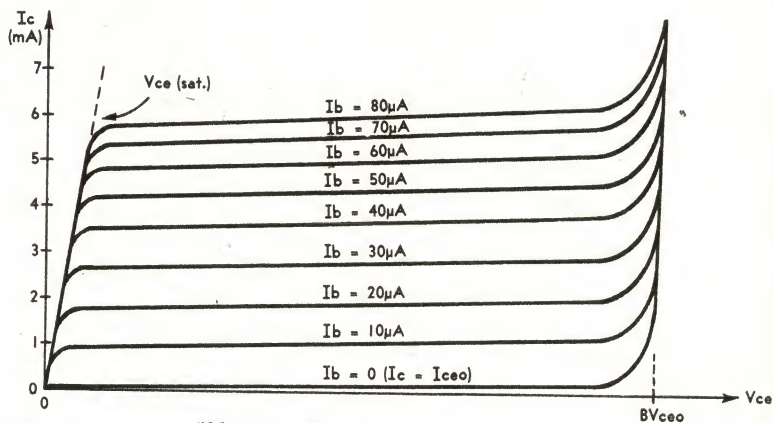 Ic
(mA)
7
6
5
4
3
2
1
0
0
Vce (sat.)
Ib = 80µA
Ib = 70µA
Ib = 60µA
Ib = 50µA
Ib = 40µA
Ib = 30µA
Ib = 20µA
Ib = 10µA
Ib = 0 (Ic = Iceo)
Vce
BVceo